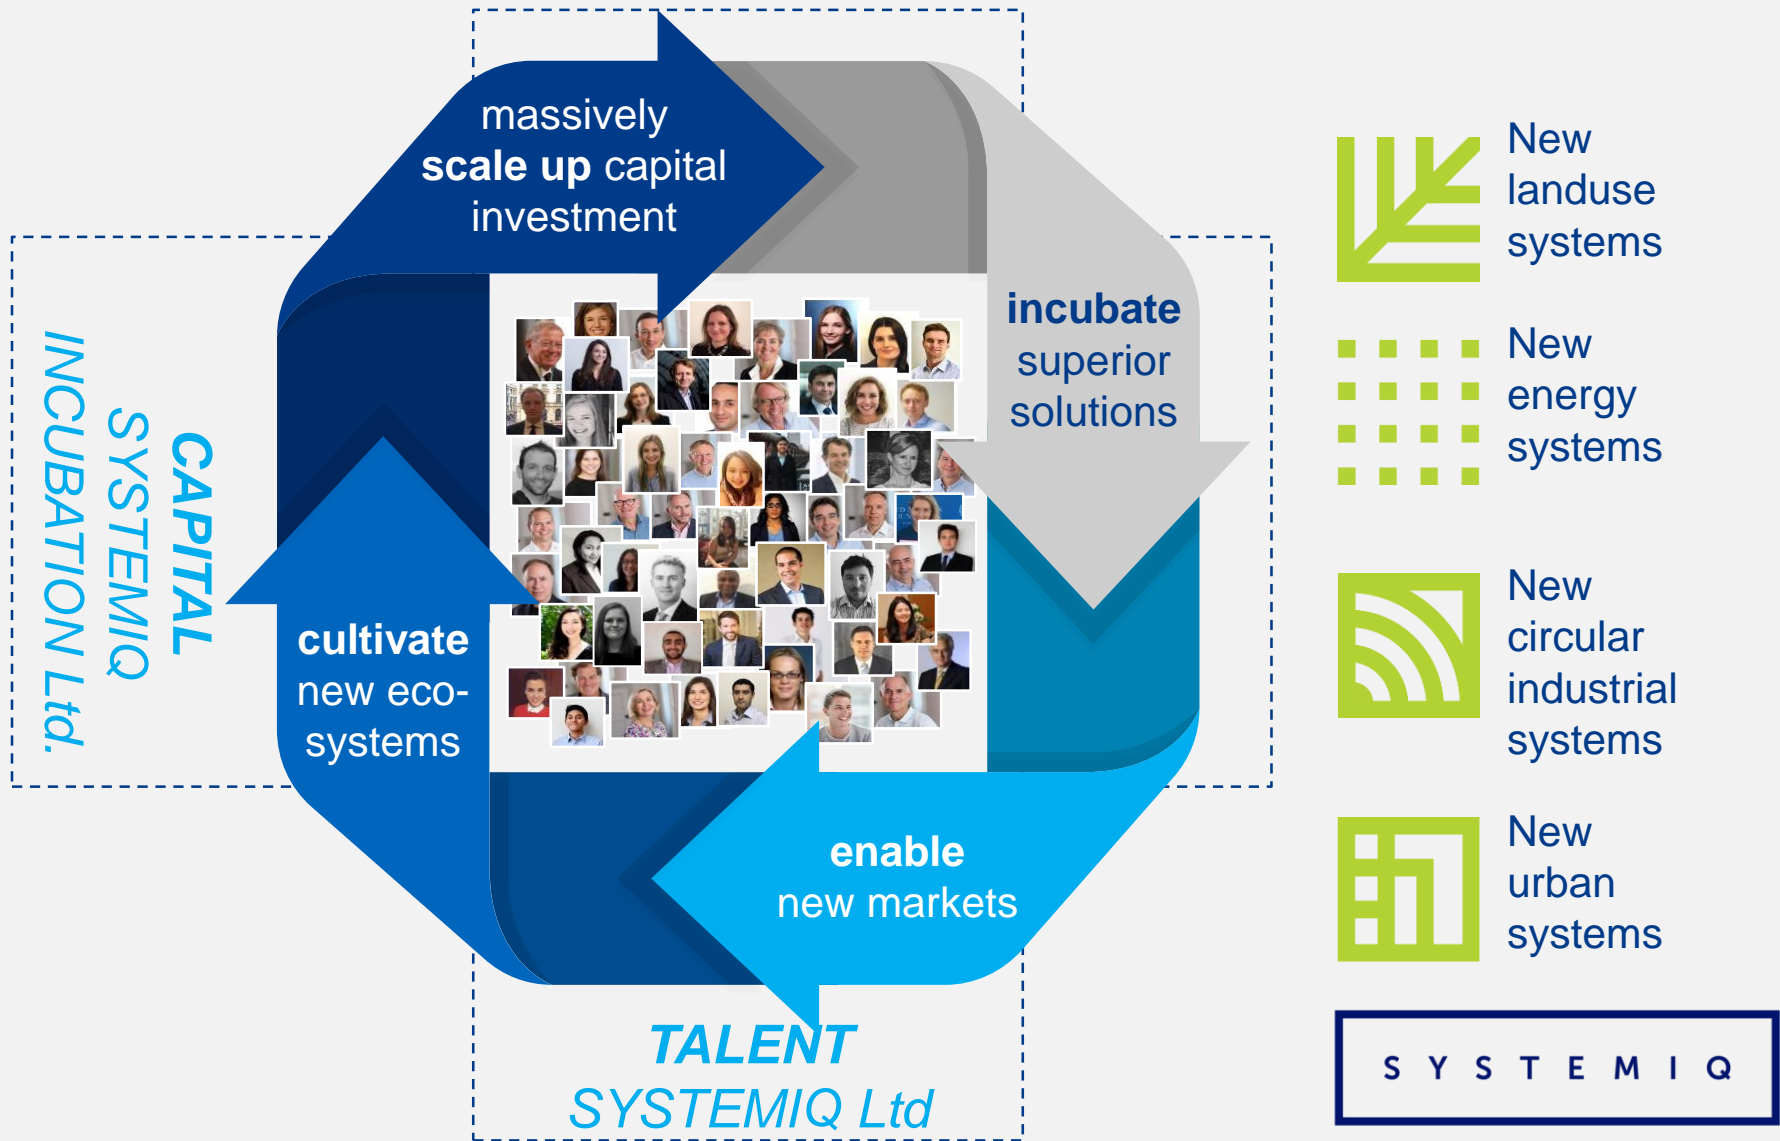 massively
scale up capital
investment
incubate
superior
solutions
enable
new markets
cultivate
new eco-
systems
CAPITAL
SYSTEMIQ
INCUBATION Ltd.
TALENT
SYSTEMIQ Ltd
New
landuse
systems
New
energy
systems
New
circular
industrial
systems
New
urban
systems
SYSTEMIQ